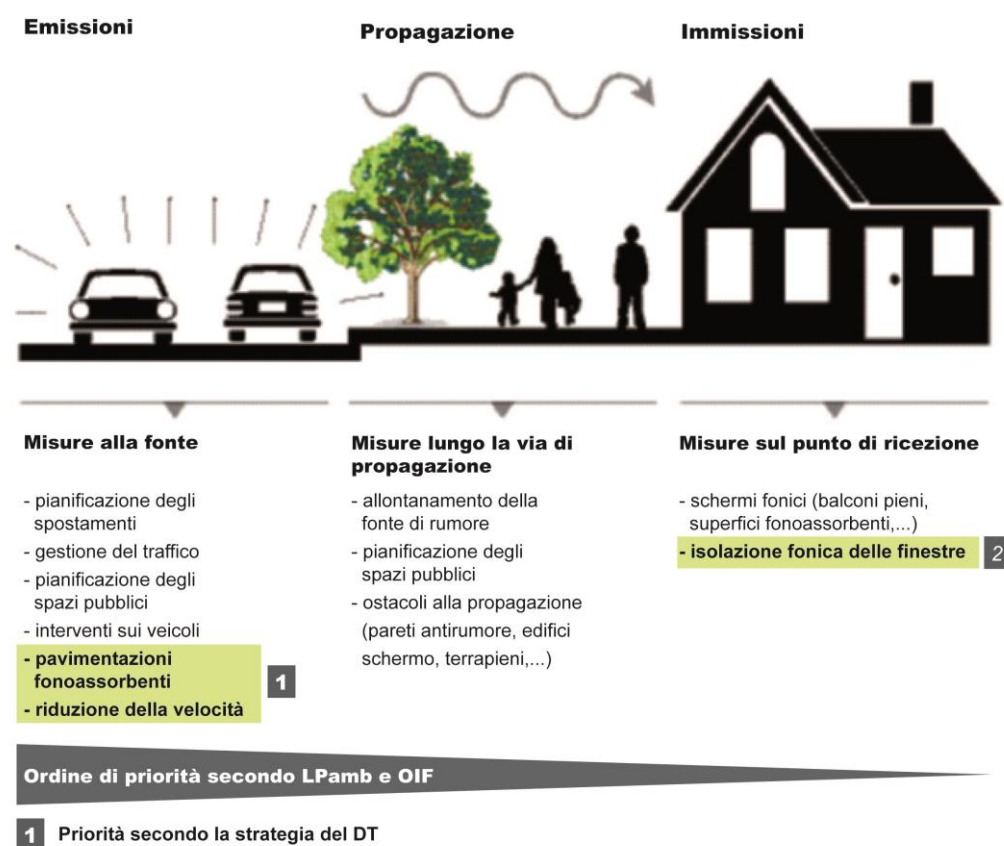 Emissioni
Propagazione
Immissioni
Misure alla fonte
- pianificazione degli
spostamenti
- gestione del traffico
- pianificazione degli
spazi pubblici
- interventi sui veicoli
- pavimentazioni
fonoassorbenti
- riduzione della velocità
1
Misure lungo la via di
propagazione
- allontanamento della
fonte di rumore
- pianificazione degli
spazi pubblici
- ostacoli alla propagazione
(pareti antirumore, edifici
schermo, terrapieni,...)
Misure sul punto di ricezione
- schermi fonici (balconi pieni,
superfici fonoassorbenti,...)
- isolazione fonica delle finestre
2
Ordine di priorità secondo LPamb e OIF
1 Priorità secondo la strategia del DT